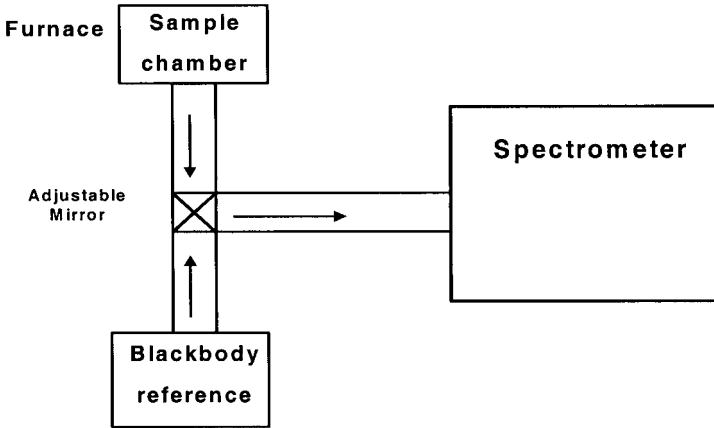 Furnace
Sample
chamber
Spectrometer
Adjustable
Mirror
Blackbody
reference